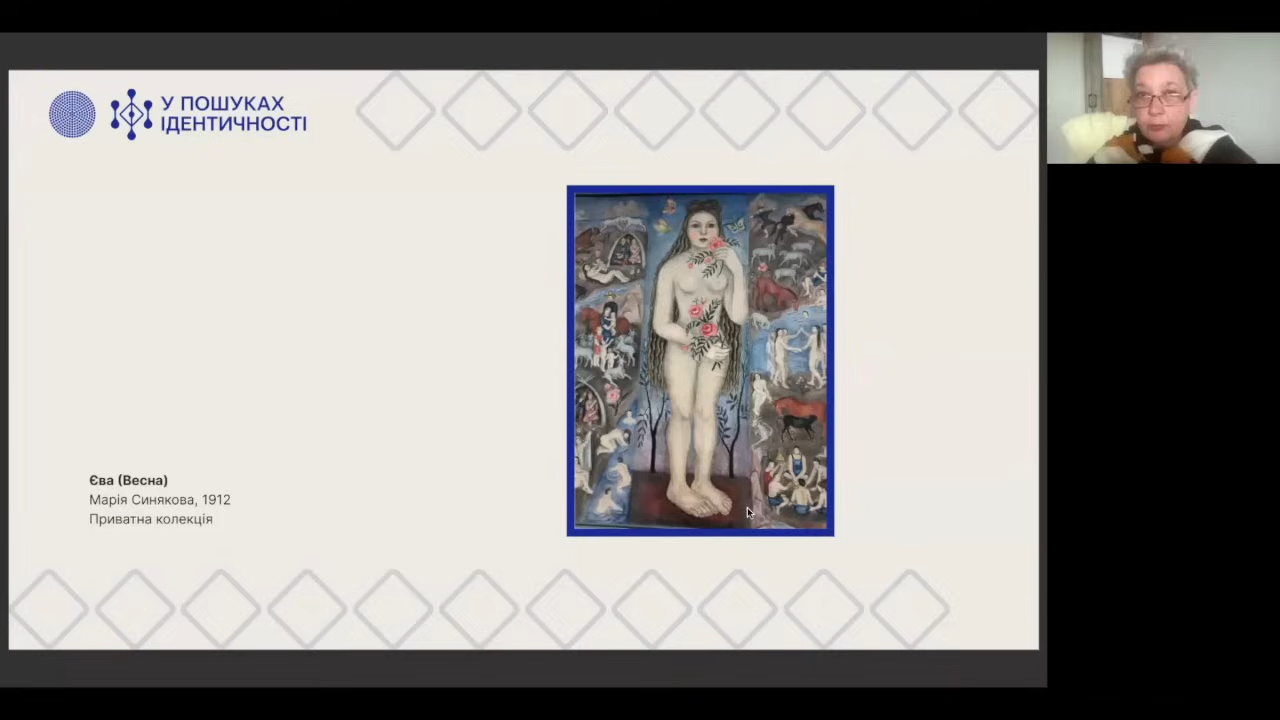 У ПОШУКАХ
ІДЕНТИЧНОСТІ
Єва (Весна)
Марія Синякова, 1912
Приватна колекція